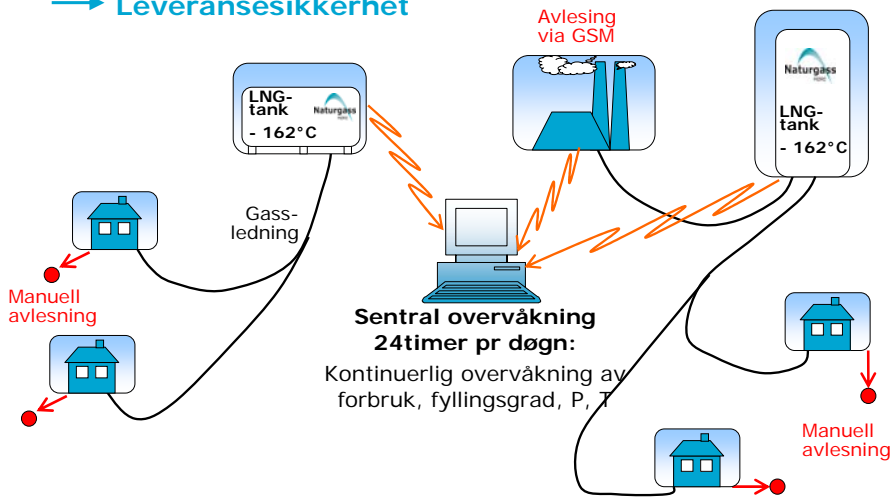 Leveransesikkerhet
Avlesing
via GSM
LNG-
tank
- 162°C
Naturgass
Naturgass
LNG-
tank
- 162°C
Gass-
ledning
Manuell
avlesning
Sentral overvåkning
24timer pr døgn:
Kontinuerlig overvåkning av
forbruk, fyllingsgrad, P, T
Manuell
avlesning